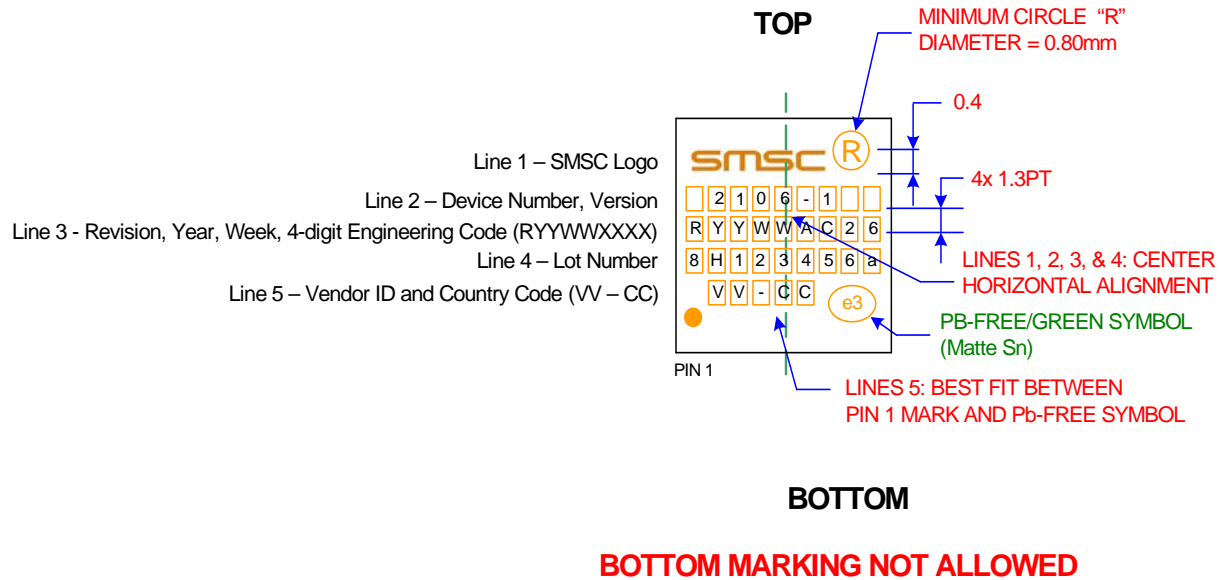 TOP
MINIMUM CIRCLE “R”
DIAMETER = 0.80mm
0.4
4x 1.3PT
Line 1 – SMSC Logo
Line 2 – Device Number, Version
Line 3 - Revision, Year, Week, 4-digit Engineering Code (RYYWWXXXX)
Line 4 – Lot Number
Line 5 – Vendor ID and Country Code (VV – CC)
smsc R
2 1 0 6 - 1
R Y Y W W A C 2 6
8 H 1 2 3 4 5 6 a
V V - C C
e3
PIN 1
LINES 1, 2, 3, & 4: CENTER
HORIZONTAL ALIGNMENT
PB-FREE/GREEN SYMBOL
(Matte Sn)
LINES 5: BEST FIT BETWEEN
PIN 1 MARK AND Pb-FREE SYMBOL
BOTTOM
BOTTOM MARKING NOT ALLOWED